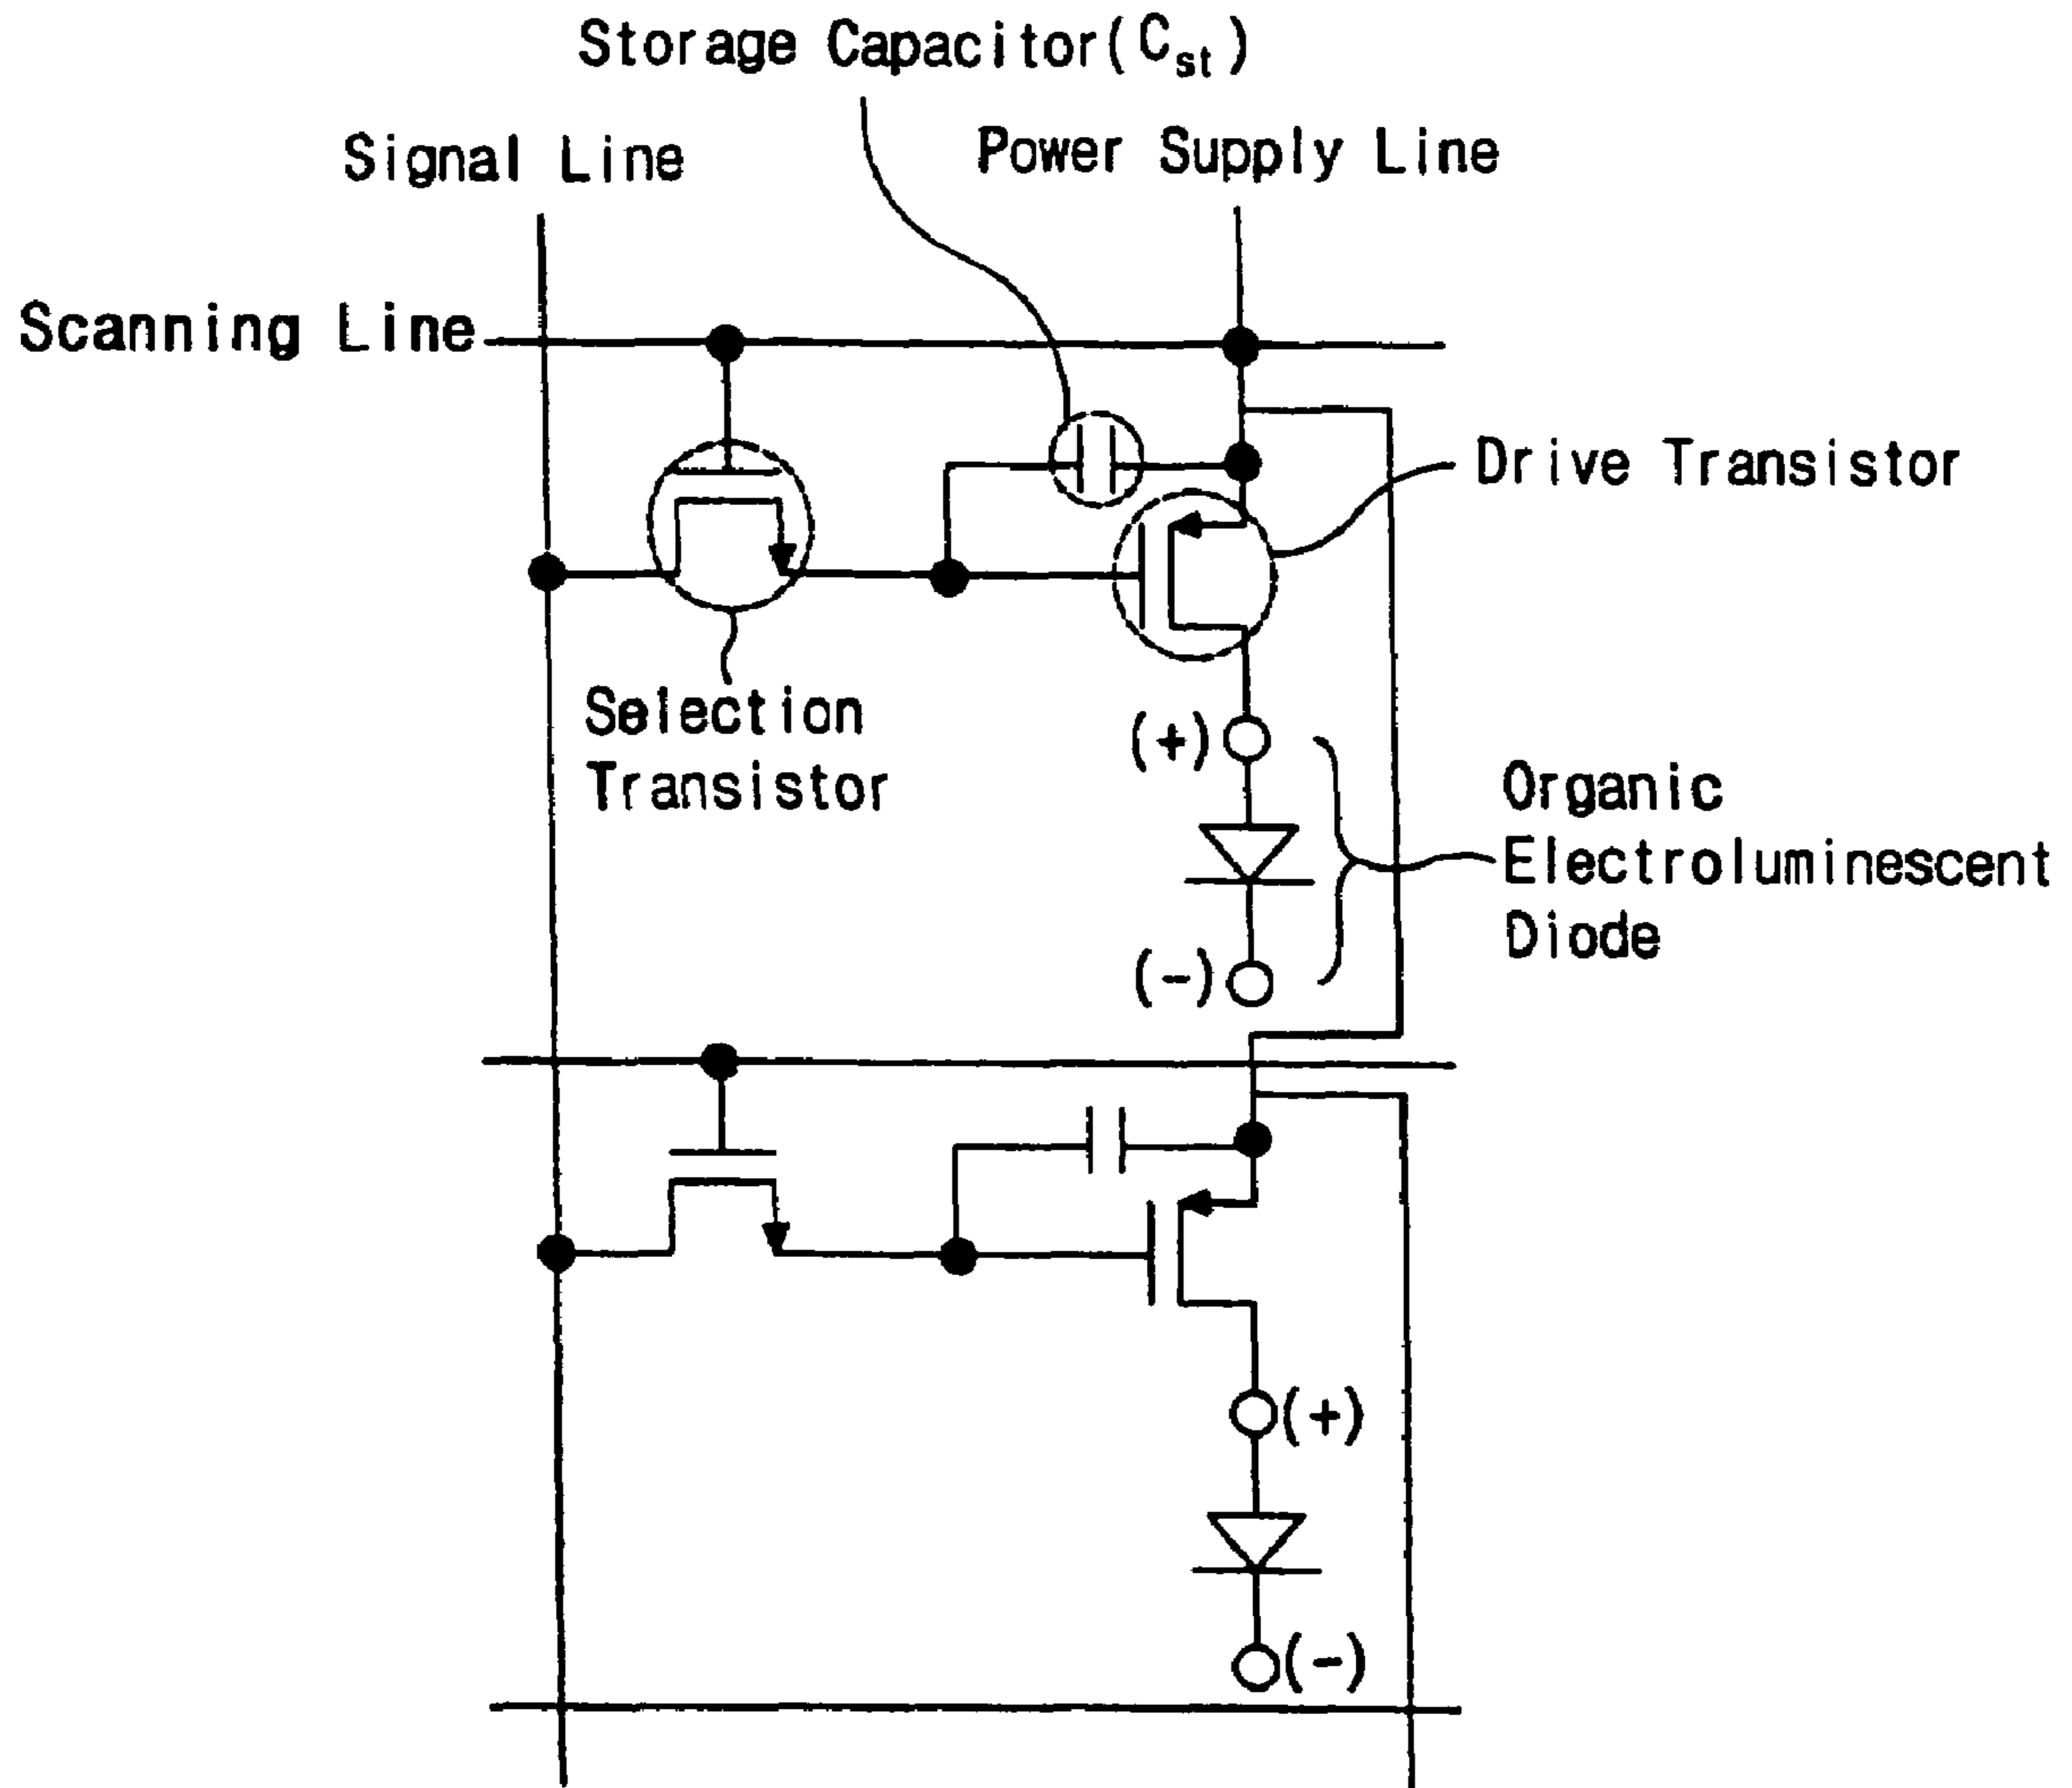 Storage Capacitor(Cst)
Signal Line
Power Supply Line
Scanning Line
Drive Transistor
Selection
Transistor
(+)
Organic
Electroluminescent
Diode
(-)
(+)
(-)